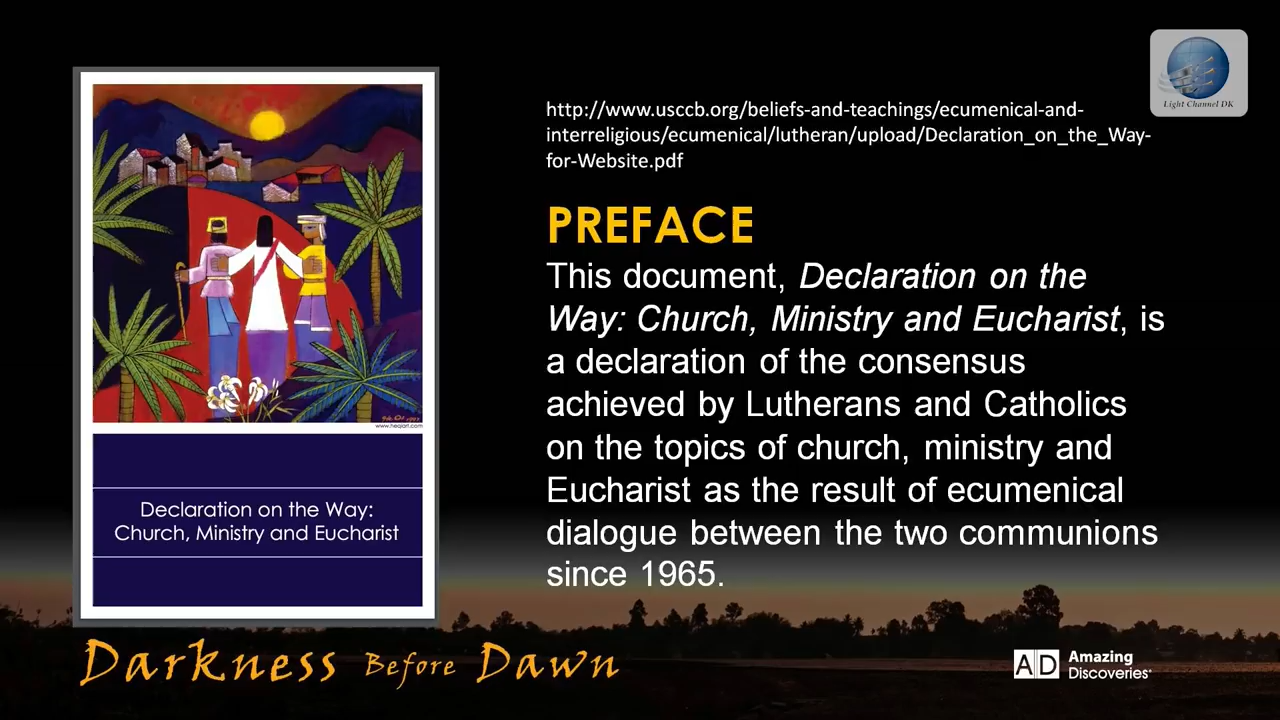 Light Channel DK
http://www.usccb.org/beliefs-and-teachings/ecumenical-and-
interreligious/ecumenical/lutheran/upload/Declaration_on_the_Way-
for-Website.pdf
PREFACE
This document, Declaration on the
Way: Church, Ministry and Eucharist, is
a declaration of the consensus
achieved by Lutherans and Catholics
on the topics of church, ministry and
Eucharist as the result of ecumenical
dialogue between the two communions
since 1965.
www.heqiart.com
Declaration on the Way:
Church, Ministry and Eucharist
Darkness Before Dawn
AD Amazing
Discoveries